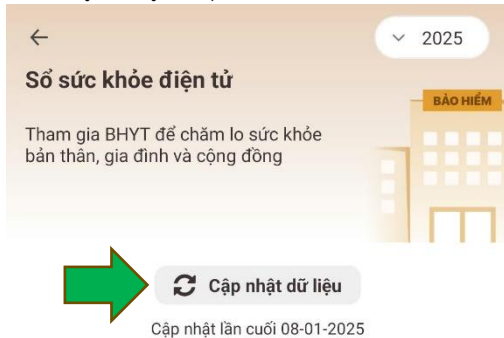 2025
Sổ sức khỏe điện tử
BẢO HIỂM
Tham gia BHYT để chăm lo sức khỏe
bản thân, gia đình và cộng đồng
Cập nhật dữ liệu
Cập nhật lần cuối 08-01-2025